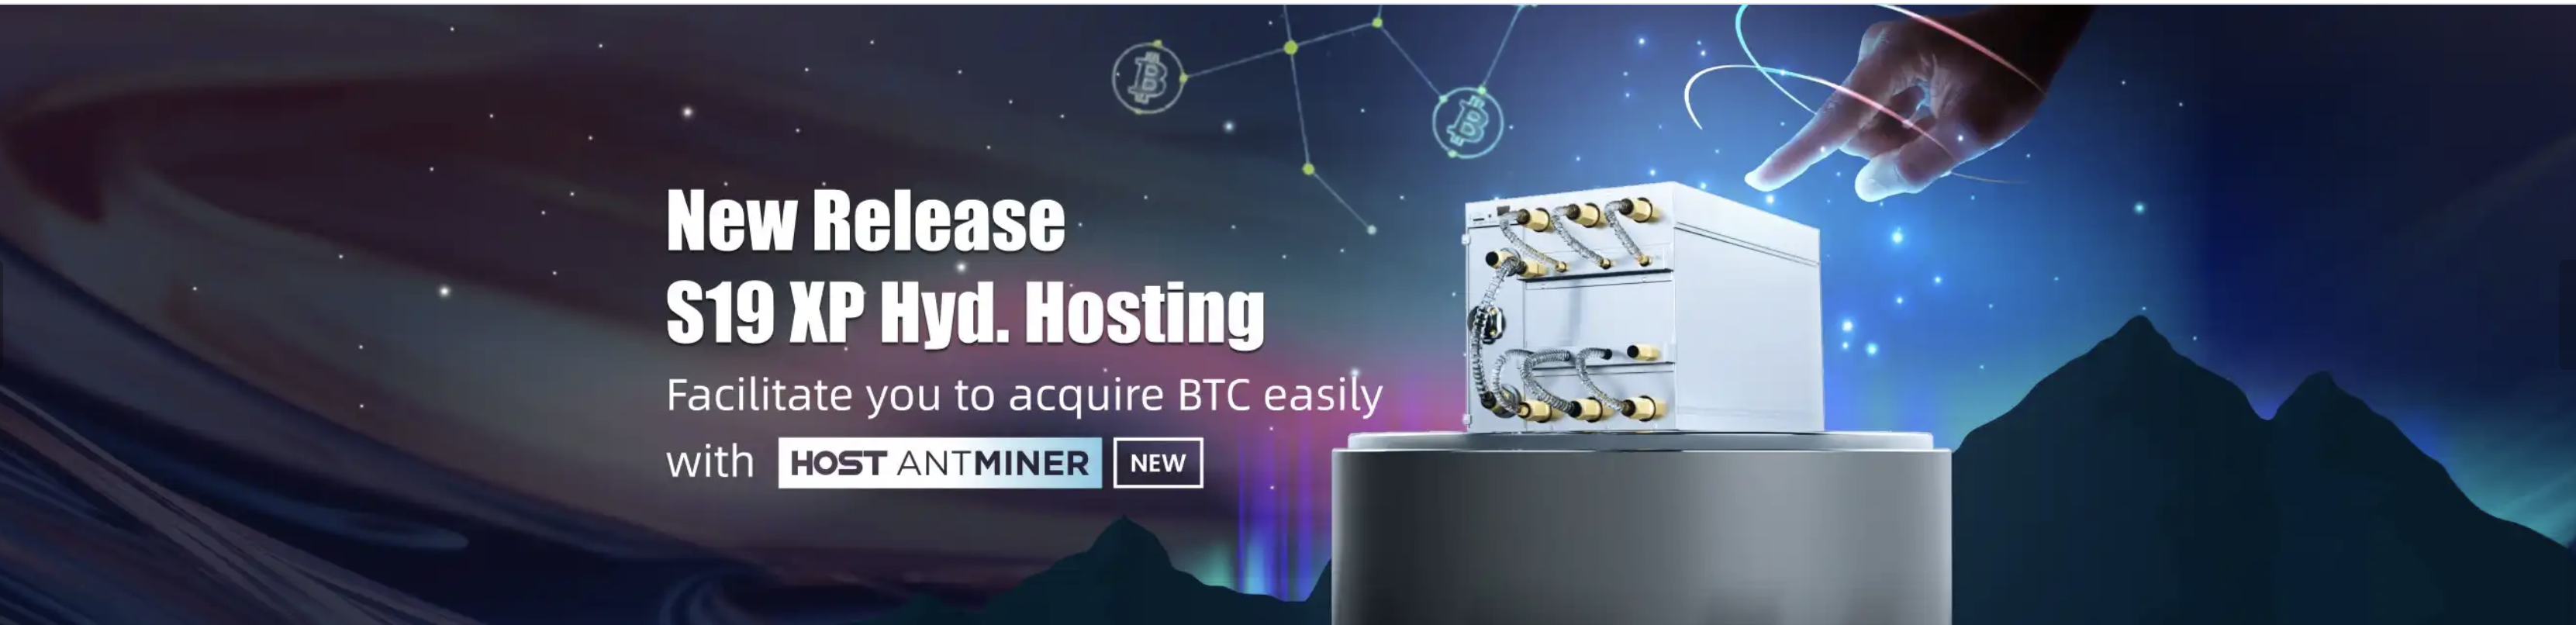 New Release
S19 XP Hyd. Hosting
Facilitate you to acquire BTC easily
with HOST ANTMINER NEW